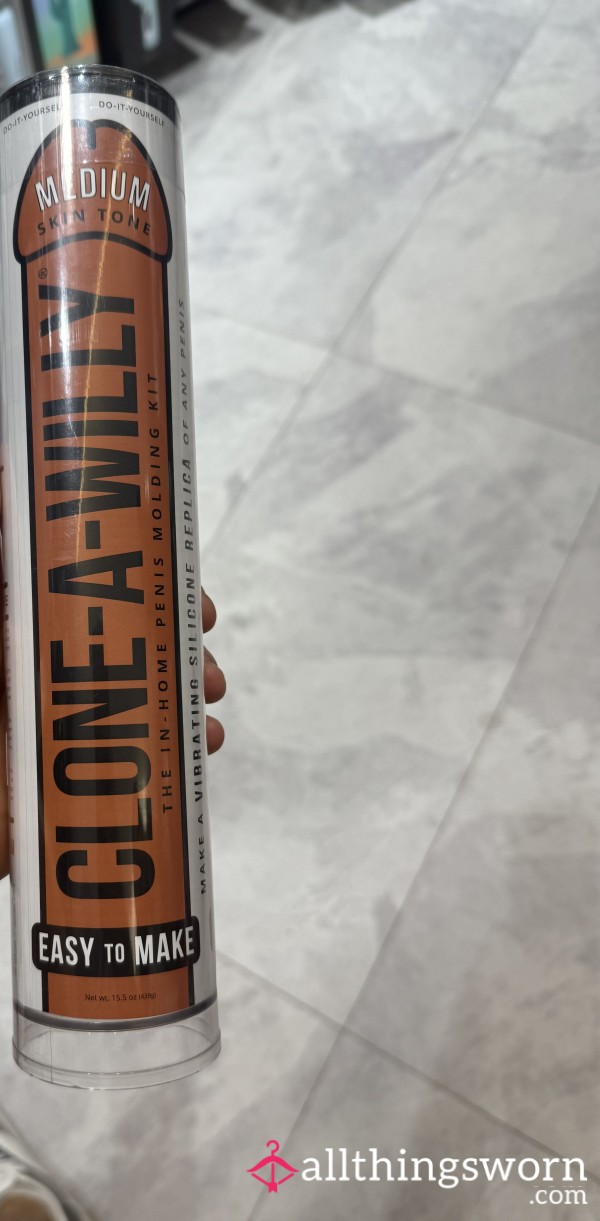 DO-IT-YOURSELF DO-IT-YOURSELF
MEDIUM
SKIN TONE
CLONE-A-WILLY®
THE IN-HOME PENIS MOLDING KIT
MAKE A VIBRATING SILICONE REPLICA OF ANY PENIS
EASY TO MAKE
Net wt. 15.5 oz (439g)
allthingsworn
.com